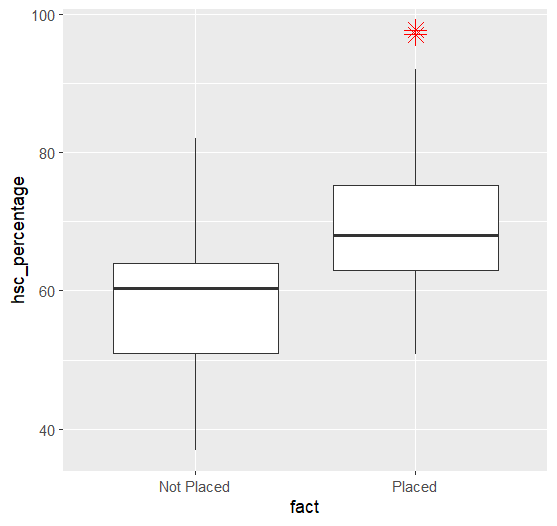 100
80
60
40
hsc_percentage
Not Placed
Placed
fact